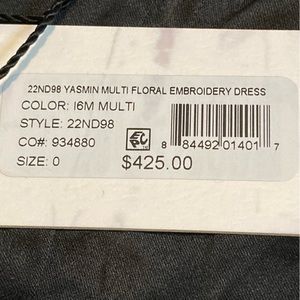 22ND98 YASMIN MULTI FLORAL EMBROIDERY DRESS
COLOR: I6M MULTI
STYLE: 22ND98
CO#: 934880
8 84492 01401 7
SIZE: 0
$425.00